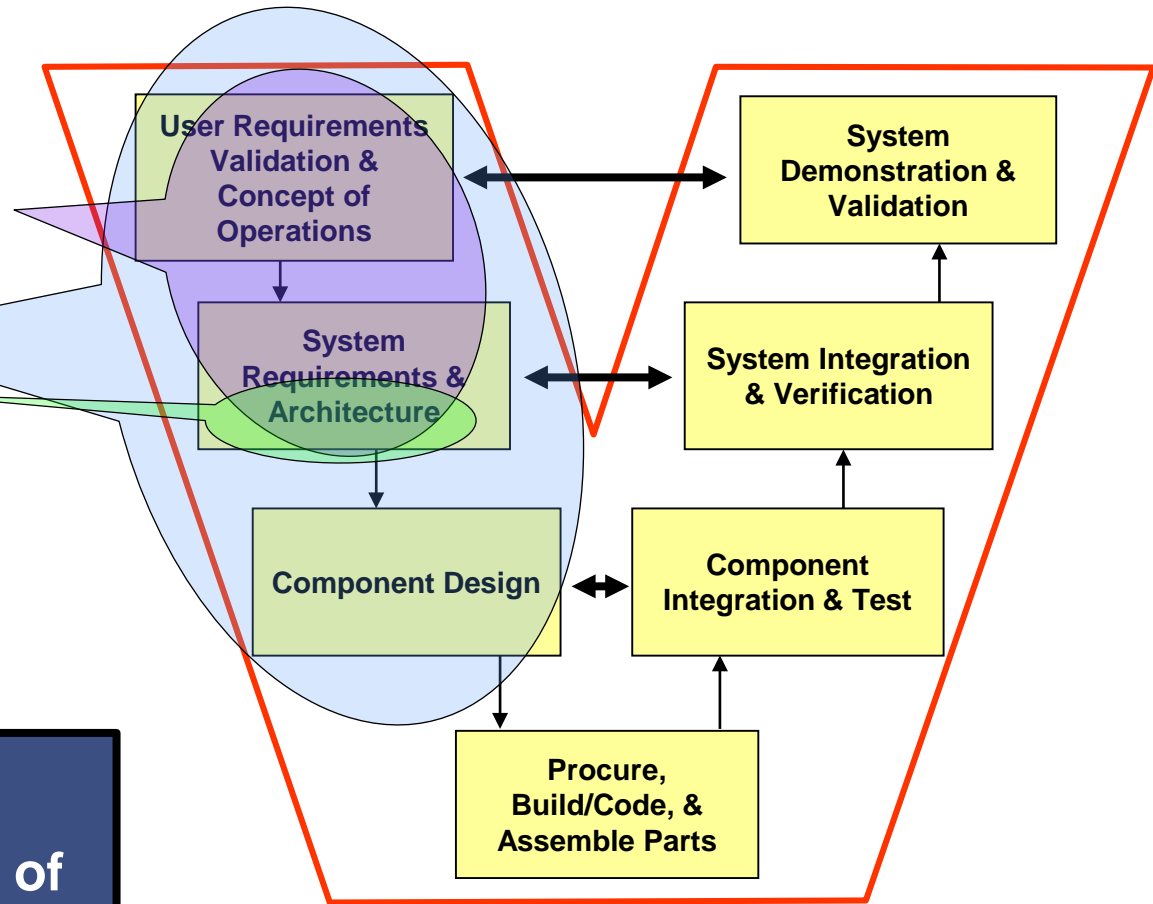 User Requirements
Validation &
Concept of
Operations
System
Demonstration &
Validation
System
Requirements &
Architecture
System Integration
& Verification
Component Design
Component
Integration & Test
Procure,
Build/Code, &
Assemble Parts
of